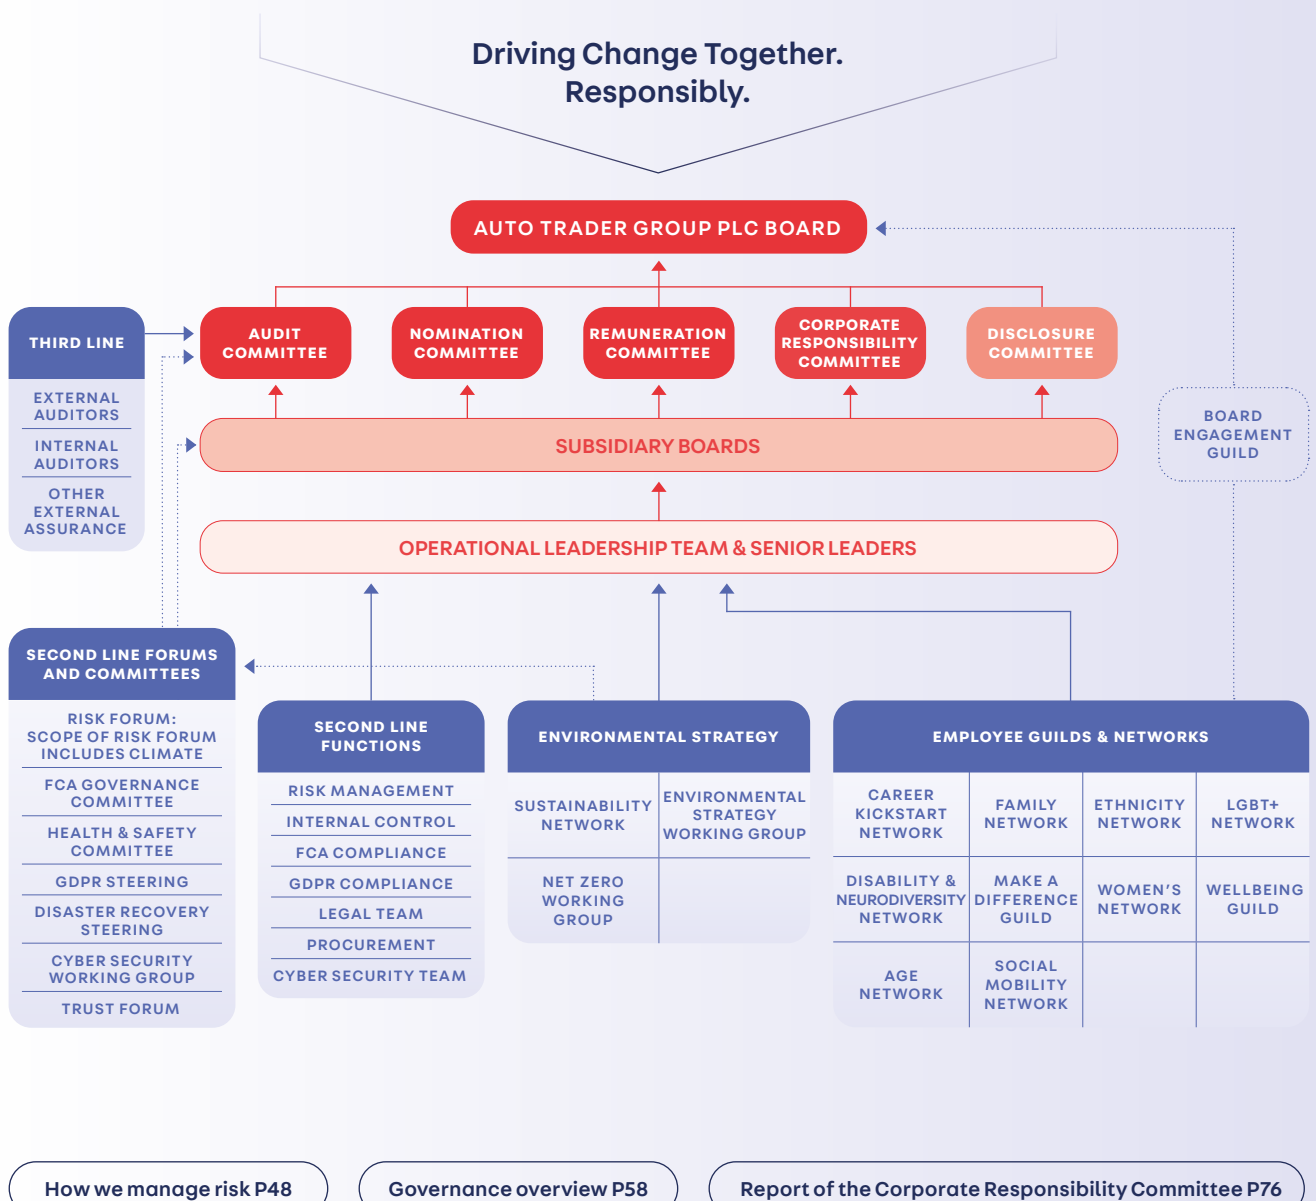 Driving Change Together.
Responsibly.
AUTO TRADER GROUP PLC BOARD
THIRD LINE
EXTERNAL
AUDITORS
INTERNAL
AUDITORS
OTHER
EXTERNAL
ASSURANCE
AUDIT
COMMITTEE
NOMINATION
COMMITTEE
REMUNERATION
COMMITTEE
CORPORATE
RESPONSIBILITY
COMMITTEE
DISCLOSURE
COMMITTEE
BOARD
ENGAGEMENT
GUILD
SUBSIDIARY BOARDS
OPERATIONAL LEADERSHIP TEAM & SENIOR LEADERS
SECOND LINE FORUMS
AND COMMITTEES
RISK FORUM:
SCOPE OF RISK FORUM
INCLUDES CLIMATE
FCA GOVERNANCE
COMMITTEE
HEALTH & SAFETY
COMMITTEE
GDPR STEERING
DISASTER RECOVERY
STEERING
CYBER SECURITY
WORKING GROUP
TRUST FORUM
SECOND LINE
FUNCTIONS
RISK MANAGEMENT
INTERNAL CONTROL
FCA COMPLIANCE
GDPR COMPLIANCE
LEGAL TEAM
PROCUREMENT
CYBER SECURITY TEAM
ENVIRONMENTAL STRATEGY
SUSTAINABILITY
NETWORK
ENVIRONMENTAL
STRATEGY
WORKING GROUP
NET ZERO
WORKING
GROUP
EMPLOYEE GUILDS & NETWORKS
CAREER
KICKSTART
NETWORK
FAMILY
NETWORK
ETHNICITY
NETWORK
LGBT+
NETWORK
DISABILITY &
NEURODIVERSITY
NETWORK
MAKE A
DIFFERENCE
GUILD
WOMEN'S
NETWORK
WELLBEING
GUILD
AGE
NETWORK
SOCIAL
MOBILITY
NETWORK
How we manage risk P48
Governance overview P58
Report of the Corporate Responsibility Committee P76